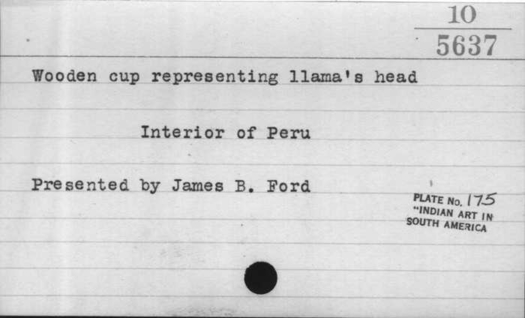 10
5637
Wooden cup representing llama's head
Interior of Peru
Presented by James B. Ford
PLATE No. 175
"INDIAN ART IN
SOUTH AMERICA